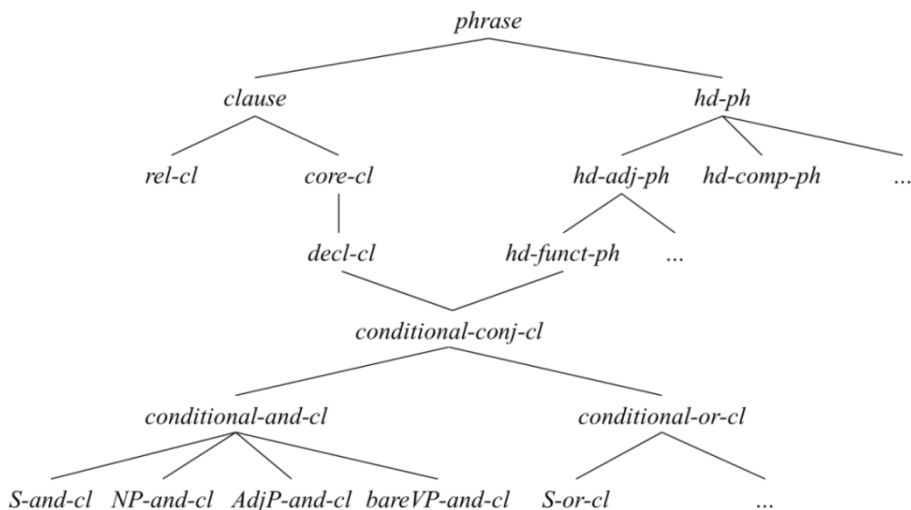 phrase
clause hd-ph
rel-cl core-cl hd-adj-ph hd-comp-ph ...
decl-cl hd-funct-ph ...
conditional-conj-cl
conditional-and-cl conditional-or-cl
S-and-cl NP-and-cl AdjP-and-cl bareVP-and-cl S-or-cl ...